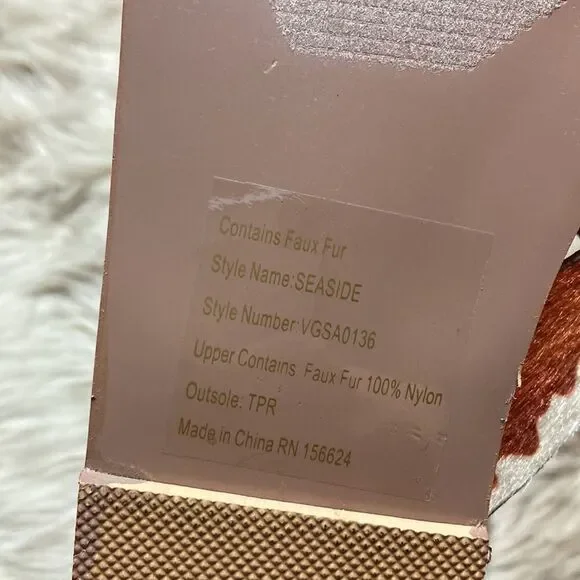 Contains Faux Fur
Style Name:SEASIDE
Style Number:VGSA0136
Upper Contains Faux Fur 100% Nylon
Outsole: TPR
Made in China RN 156624